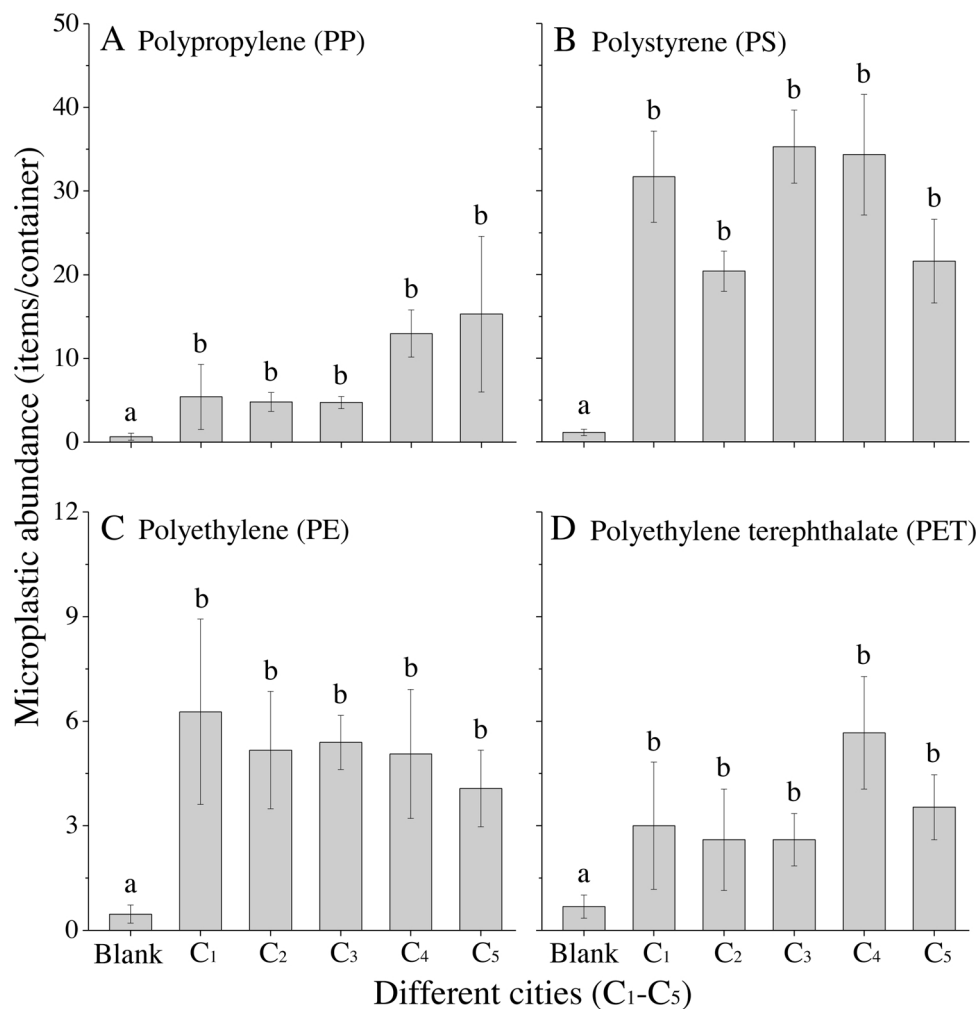 Microplastic abundance (items/container)
A Polypropylene (PP)
50
40
30
20
10
0
a
b
b
b
b
b
B Polystyrene (PS)
a
b
b
b
b
b
C Polyethylene (PE)
12
9
6
3
0
a
b
b
b
b
b
Blank C₁ C₂ C₃ C₄ C₅
D Polyethylene terephthalate (PET)
a
b
b
b
b
b
Blank C₁ C₂ C₃ C₄ C₅
Different cities (C₁-C₅)